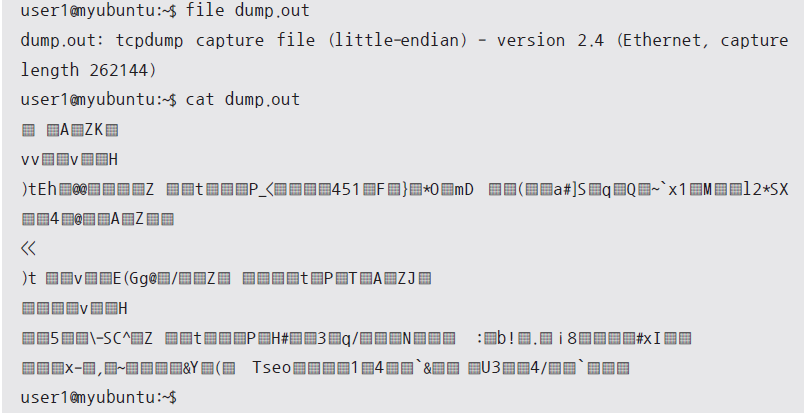 user1@myubuntu:~$ file dump.out
dump.out: tcpdump capture file (little-endian) - version 2.4 (Ethernet, capture
length 262144)
user1@myubuntu:~$ cat dump.out
▦ ▦A▦ZK▦
vv▦▦v▦▦H
)tEh▦@@▦▦▦▦Z ▦▦t▦▦▦P_<▦▦▦▦451▦F▦}▦*O▦mD ▦▦(▦▦a#]S▦q▦Q▦~`x1▦M▦▦l2*SX
▦▦4▦@▦▦A▦Z▦▦
<<
)t ▦▦v▦▦E(Gg@▦/▦▦Z▦ ▦▦▦▦t▦P▦T▦A▦ZJ▦
▦▦▦▦v▦▦H
▦▦5▦▦\-SC^▦Z ▦▦t▦▦▦P▦H#▦▦3▦q/▦▦▦N▦▦▦ :▦b!▦.▦i8▦▦▦▦#xI▦▦
▦▦▦x-▦,▦~▦▦▦▦&Y▦(▦ Tseo▦▦▦▦1▦4▦▦`&▦▦ ▦U3▦▦4/▦▦`▦▦▦
user1@myubuntu:~$